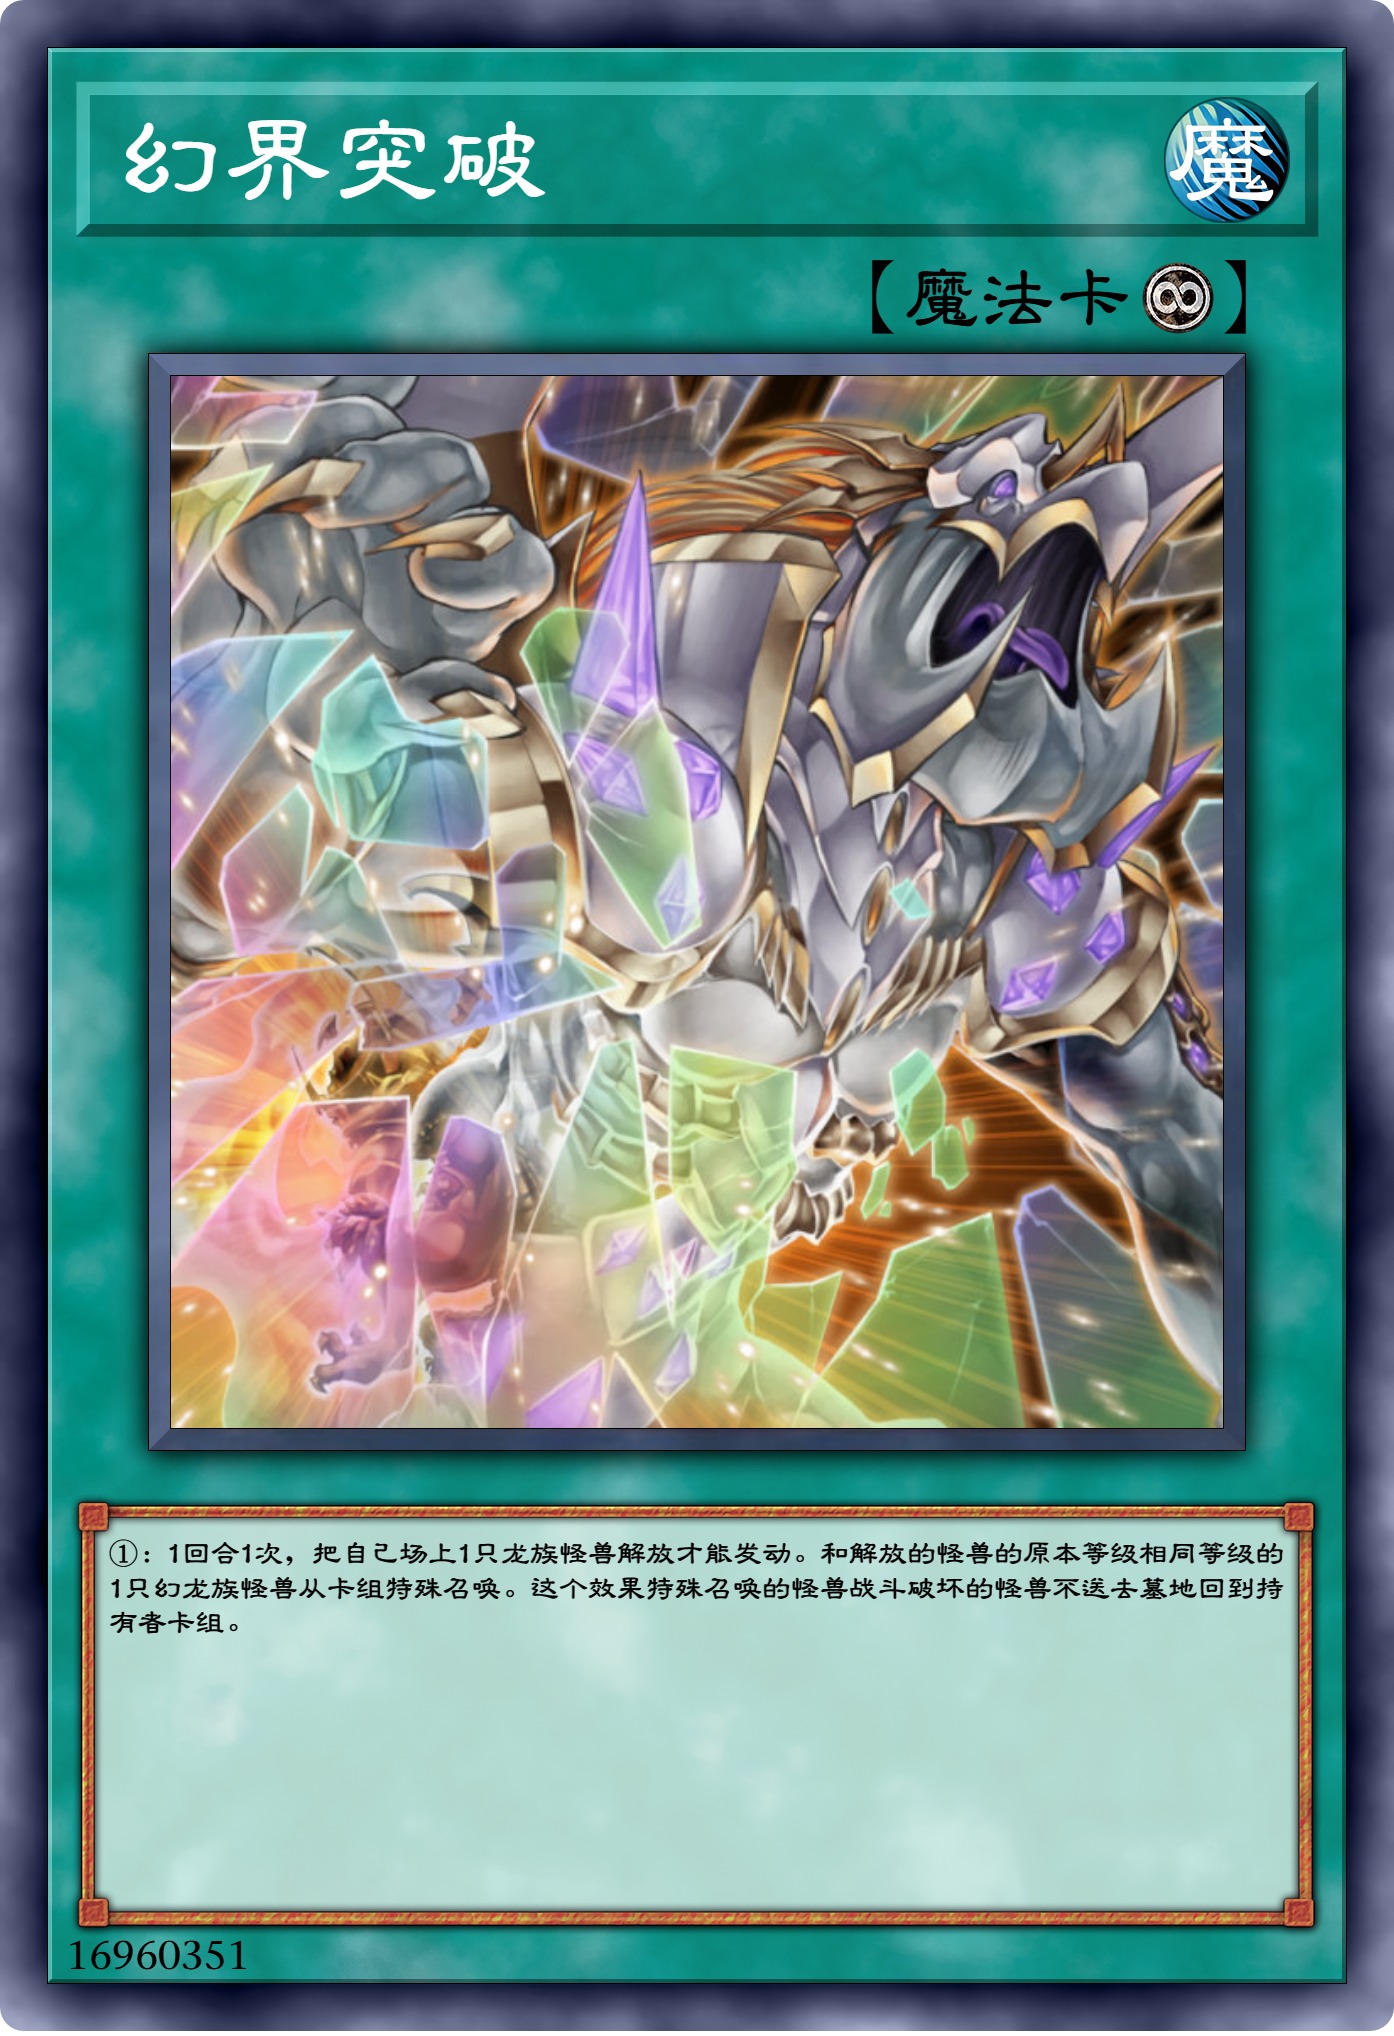 幻界突破
魔
【魔法卡∞】
①：1回合1次，把自己场上1只龙族怪兽解放才能发动。和解放的怪兽的原本等级相同等级的
1只幻龙族怪兽从卡组特殊召唤。这个效果特殊召唤的怪兽战斗破坏的怪兽不送去墓地回到持
有者卡组。
16960351